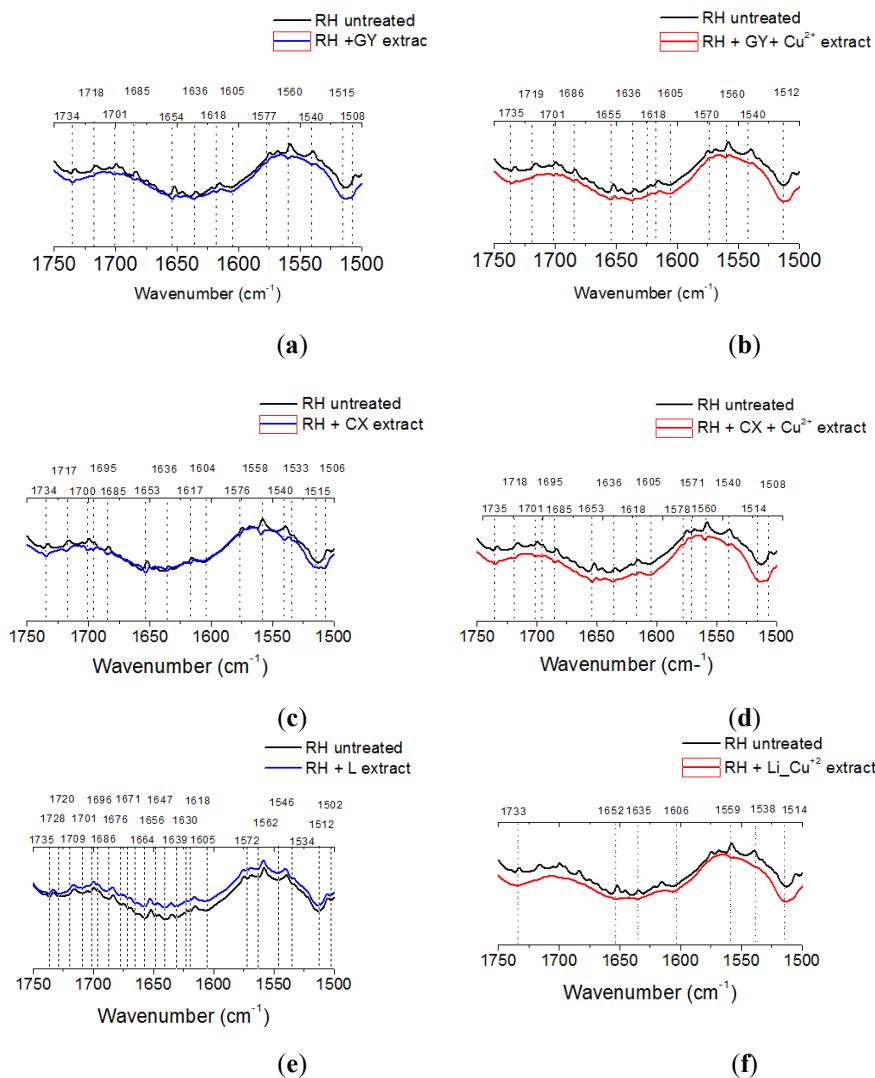 RH untreated
RH +GY extrac
1718 1685 1636 1605 1560 1515
1734 1701 1654 1618 1577 1540 1508
1750 1700 1650 1600 1550 1500
Wavenumber (cm-1)
(a)
RH untreated
RH + GY+ Cu2+ extract
1719 1686 1636 1605 1560 1512
1735 1701 1655 1618 1570 1540
1750 1700 1650 1600 1550 1500
Wavenumber (cm-1)
(b)
RH untreated
RH + CX extract
1717 1695 1636 1604 1558 1533 1506
1734 1700 1685 1653 1617 1576 1540 1515
1750 1700 1650 1600 1550 1500
Wavenumber (cm-1)
(c)
RH untreated
RH + CX + Cu2+ extract
1718 1695 1636 1605 1571 1540 1508
1735 1701 1685 1653 1618 1578 1560 1514
1750 1700 1650 1600 1550 1500
Wavenumber (cm-1)
(d)
RH untreated
RH + L extract
1720 1696 1671 1647 1618 1546 1502
1728 1701 1676 1656 1630 1562 1512
1735 1709 1686 1664 1639 1605 1572 1534
1750 1700 1650 1600 1550 1500
Wavenumber (cm-1)
(e)
RH untreated
RH + Li_Cu+2 extract
1733 1652 1635 1606 1559 1538 1514
1750 1700 1650 1600 1550 1500
Wavenumber (cm-1)
(f)